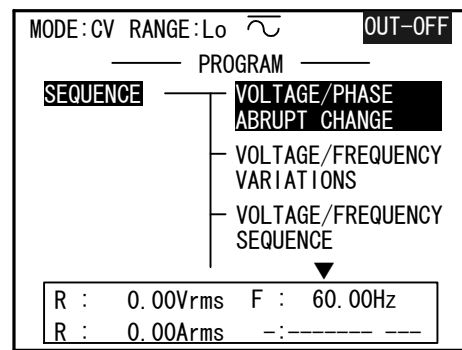 MODE:CV RANGE:Lo OUT-OFF
PROGRAM
SEQUENCE VOLTAGE/PHASE
ABRUPT CHANGE
VOLTAGE/FREQUENCY
VARIATIONS
VOLTAGE/FREQUENCY
SEQUENCE
R : 0.00Vrms F : 60.00Hz
R : 0.00Arms -:------- ---